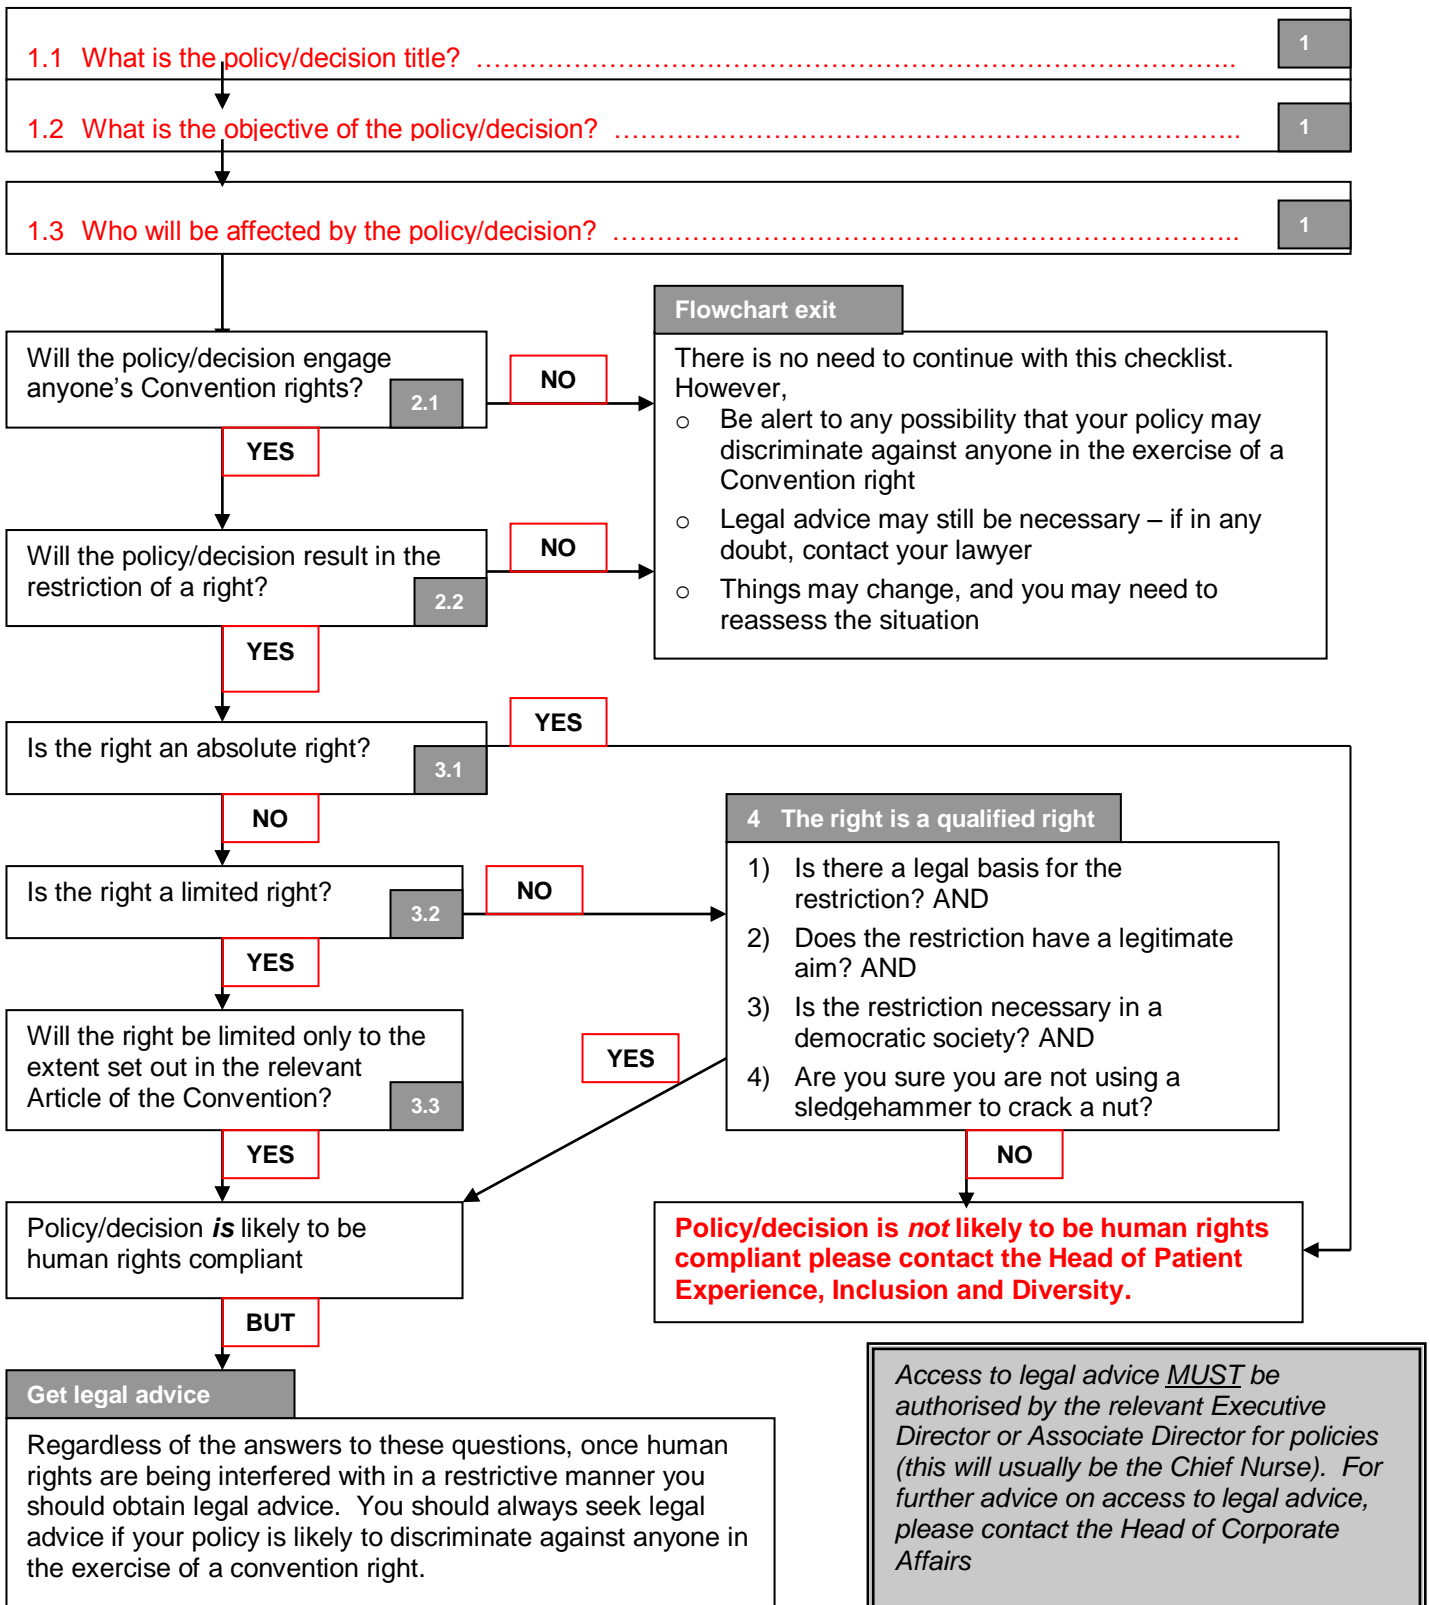 1.1 What is the policy/decision title? …………………………………………………………………………..
1
1.2 What is the objective of the policy/decision? ……………………………………………………………..
1
1.3 Who will be affected by the policy/decision? ……………………………………………………………..
1
Flowchart exit
Will the policy/decision engage
anyone’s Convention rights?
2.1
NO
There is no need to continue with this checklist.
However,
o Be alert to any possibility that your policy may
discriminate against anyone in the exercise of a
Convention right
o Legal advice may still be necessary – if in any
doubt, contact your lawyer
o Things may change, and you may need to
reassess the situation
YES
Will the policy/decision result in the
restriction of a right?
2.2
NO
YES
Is the right an absolute right?
3.1
YES
NO
Is the right a limited right?
3.2
NO
4 The right is a qualified right
1) Is there a legal basis for the
restriction? AND
2) Does the restriction have a legitimate
aim? AND
3) Is the restriction necessary in a
democratic society? AND
4) Are you sure you are not using a
sledgehammer to crack a nut?
YES
Will the right be limited only to the
extent set out in the relevant
Article of the Convention?
3.3
YES
YES
NO
Policy/decision is likely to be
human rights compliant
Policy/decision is not likely to be human rights
compliant please contact the Head of Patient
Experience, Inclusion and Diversity.
BUT
Get legal advice
Regardless of the answers to these questions, once human
rights are being interfered with in a restrictive manner you
should obtain legal advice. You should always seek legal
advice if your policy is likely to discriminate against anyone in
the exercise of a convention right.
Access to legal advice MUST be
authorised by the relevant Executive
Director or Associate Director for policies
(this will usually be the Chief Nurse). For
further advice on access to legal advice,
please contact the Head of Corporate
Affairs